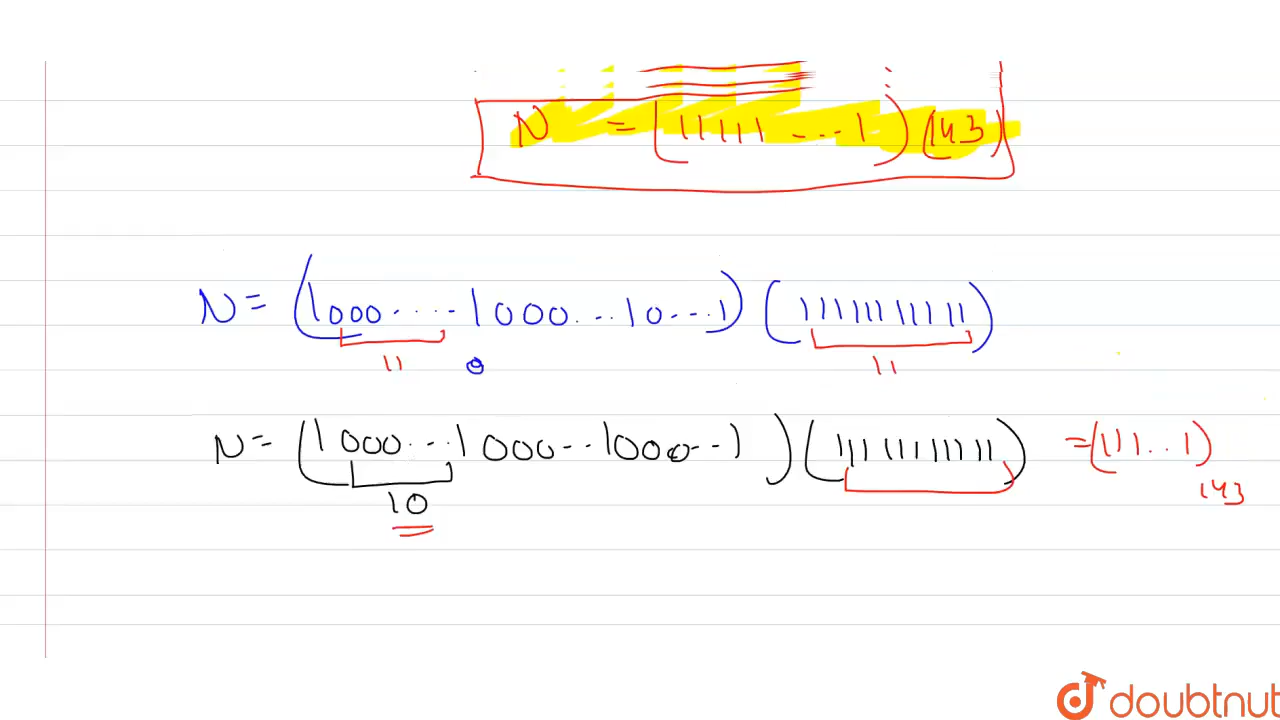 N = (11111 ... 1) (143)
N = (1000..... 1000...10...1) (11111111111)
11 11
N = (1000...1000..1000..1) (11111111111) = (111..1)
143
10
doubtnut